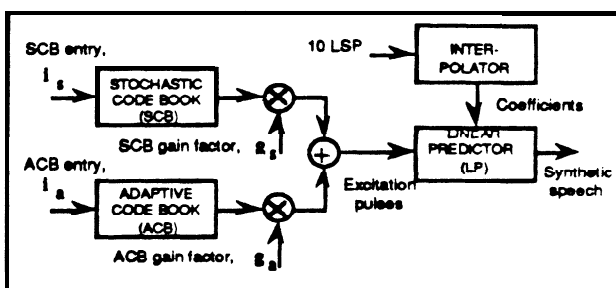 SCB entry,
i s
STOCHASTIC
CODE BOOK
(SCB)
SCB gain factor, g s
ACB entry,
i a
ADAPTIVE
CODE BOOK
(ACB)
ACB gain factor, g a
10 LSP
INTER-
POLATOR
Coefficients
LINEAR
PREDICTOR
(LP)
Excitation
pulses
Synthetic
speech